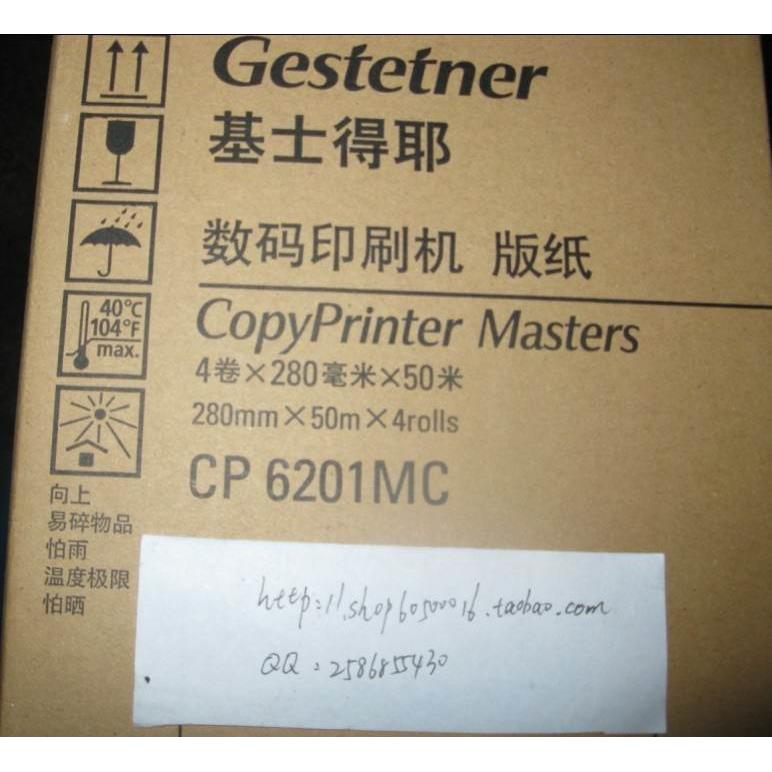 Gestetner
基士得耶
数码印刷机 版纸
CopyPrinter Masters
4卷×280毫米×50米
280mm×50m×4rolls
CP 6201MC
40°C
104°F
max.
向上
易碎物品
怕雨
温度极限
怕晒
http://shop60500016.taobao.com
QQ:2586855430